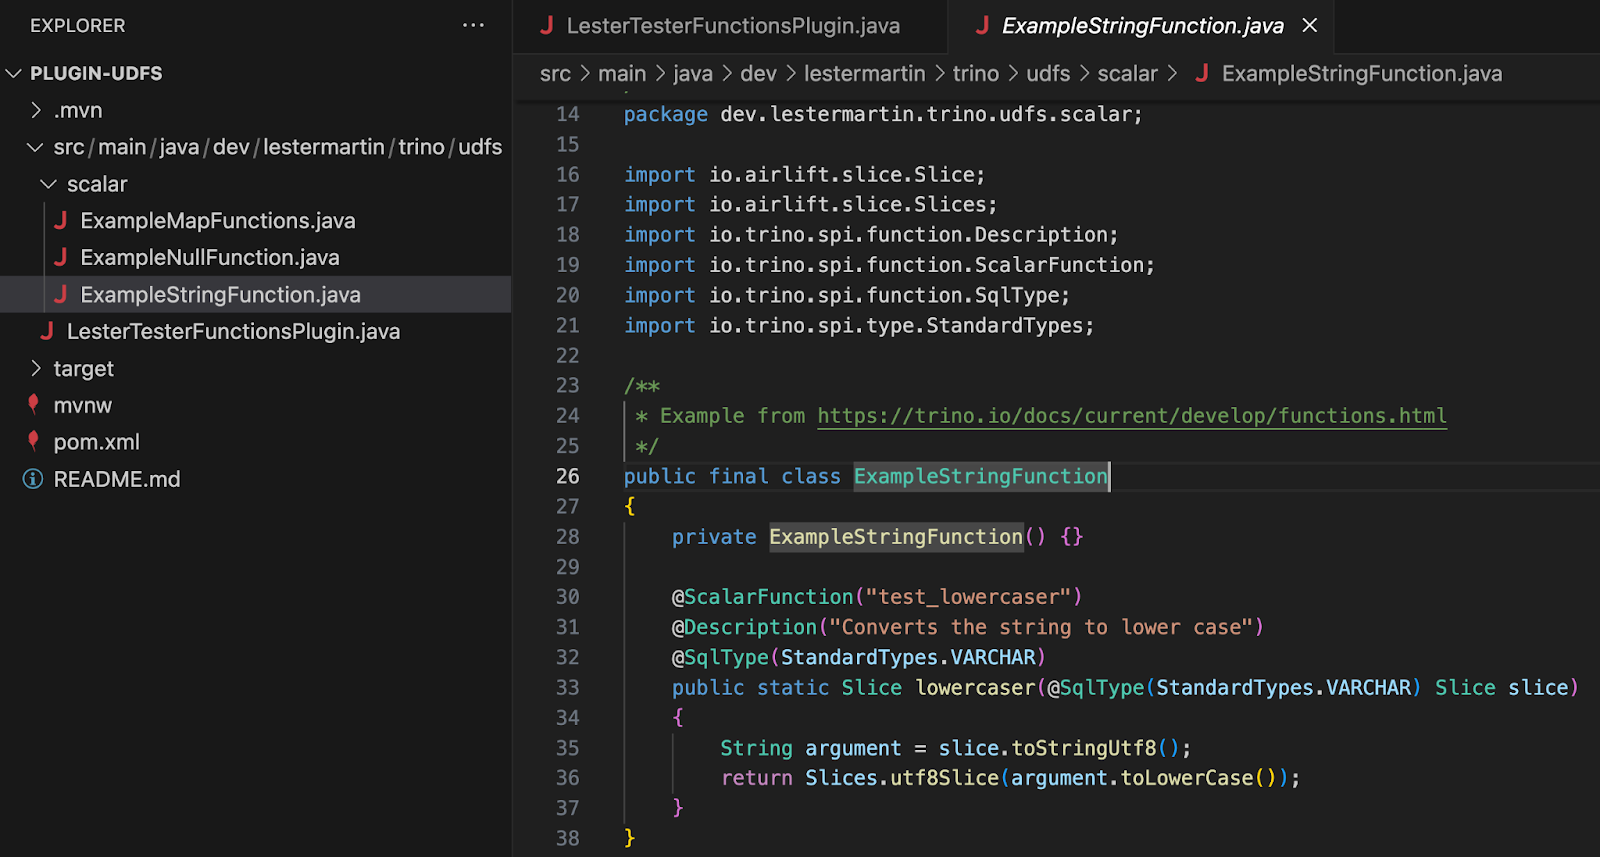 EXPLORER
PLUGIN-UDFS
.mvn
src/main/java/dev/lestermartin/trino/udfs
scalar
ExampleMapFunctions.java
ExampleNullFunction.java
ExampleStringFunction.java
LesterTesterFunctionsPlugin.java
target
mvnw
pom.xml
README.md
LesterTesterFunctionsPlugin.java
ExampleStringFunction.java
src > main > java > dev > lestermartin > trino > udfs > scalar > ExampleStringFunction.java
14 package dev.lestermartin.trino.udfs.scalar;
15
16 import io.airlift.slice.Slice;
17 import io.airlift.slice.Slices;
18 import io.trino.spi.function.Description;
19 import io.trino.spi.function.ScalarFunction;
20 import io.trino.spi.function.SqlType;
21 import io.trino.spi.type.StandardTypes;
22
23 /**
24  * Example from https://trino.io/docs/current/develop/functions.html
25  */
26 public final class ExampleStringFunction
27 {
28     private ExampleStringFunction() {}
29
30     @ScalarFunction("test_lowercaser")
31     @Description("Converts the string to lower case")
32     @SqlType(StandardTypes.VARCHAR)
33     public static Slice lowercaser(@SqlType(StandardTypes.VARCHAR) Slice slice)
34     {
35         String argument = slice.toStringUtf8();
36         return Slices.utf8Slice(argument.toLowerCase());
37     }
38 }